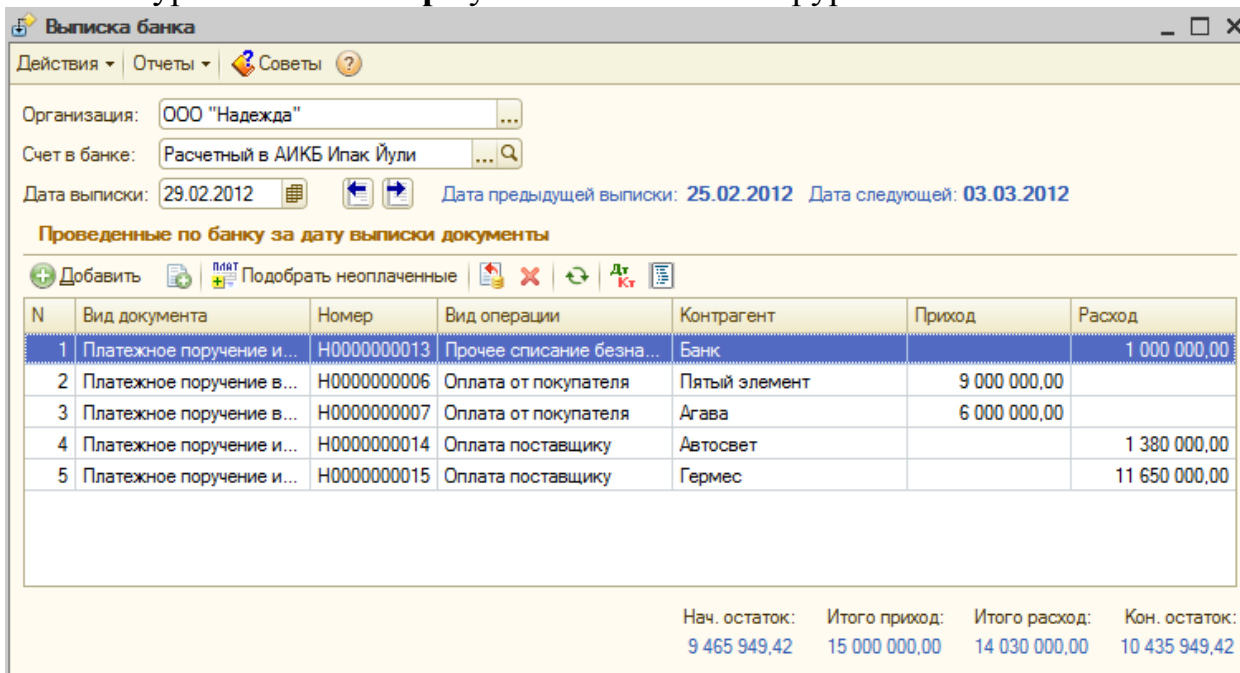 Выписка банка
Действия Отчеты Советы ?
Организация: ООО "Надежда" ...
Счет в банке: Расчетный в АИКБ Ипак Йули ...
Дата выписки: 29.02.2012 Дата предыдущей выписки: 25.02.2012 Дата следующей: 03.03.2012
Проведенные по банку за дату выписки документы
Добавить ПЛАТ Подобрать неоплаченные Дт Кт
N Вид документа Номер Вид операции Контрагент Приход Расход
1 Платежное поручение и... Н0000000013 Прочее списание безна... Банк 1 000 000,00
2 Платежное поручение в... Н0000000006 Оплата от покупателя Пятый элемент 9 000 000,00
3 Платежное поручение в... Н0000000007 Оплата от покупателя Агава 6 000 000,00
4 Платежное поручение и... Н0000000014 Оплата поставщику Автосвет 1 380 000,00
5 Платежное поручение и... Н0000000015 Оплата поставщику Гермес 11 650 000,00
Нач. остаток: Итого приход: Итого расход: Кон. остаток:
9 465 949,42 15 000 000,00 14 030 000,00 10 435 949,42